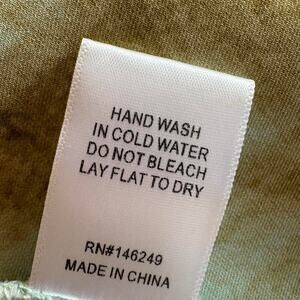 HAND WASH
IN COLD WATER
DO NOT BLEACH
LAY FLAT TO DRY
RN#146249
MADE IN CHINA